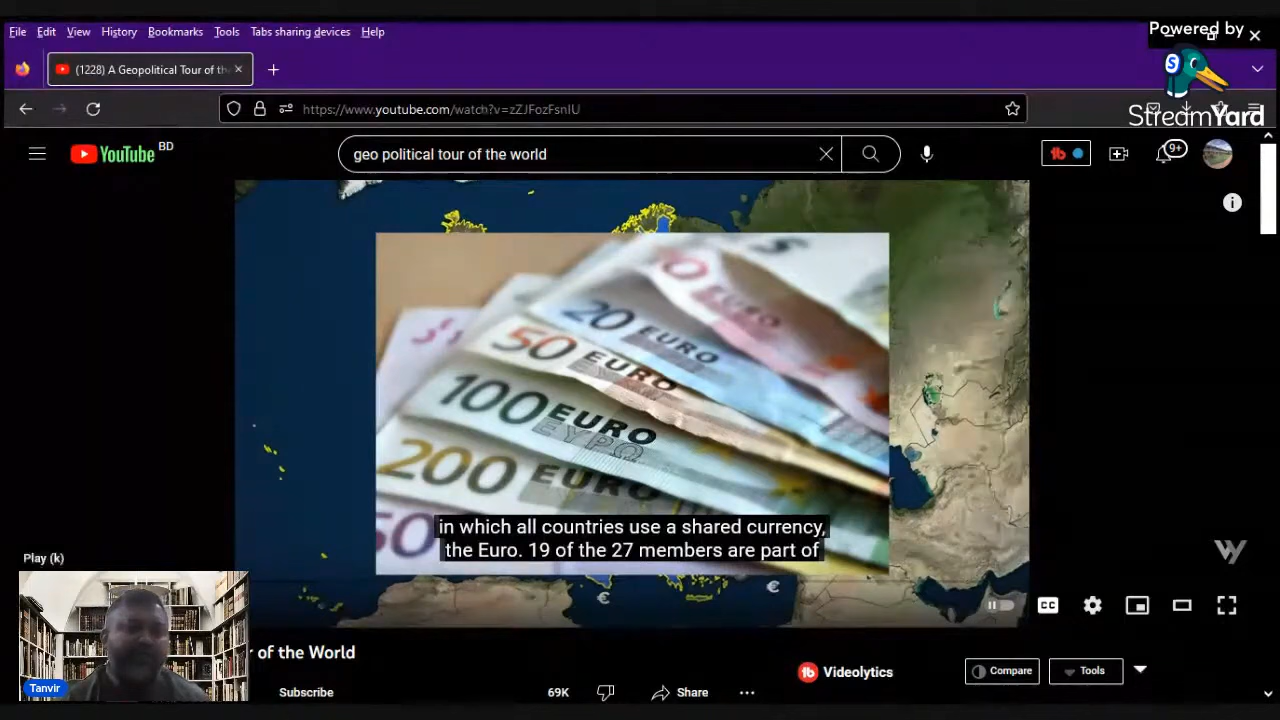 File Edit View History Bookmarks Tools Tabs sharing devices Help
Powered by
(1228) A Geopolitical Tour of th
StreamYard
https://www.youtube.com/watch?v=zZJFozFsnIU
YouTube BD
geo political tour of the world
9+
20 EURO
50 EURO
100 EURO
ΕΥΡΩ
200 EURO
in which all countries use a shared currency,
the Euro. 19 of the 27 members are part of
Play (k)
€ €
CC
of the World
Videolytics
Compare
Tools
Tanvir
Subscribe
69K
Share